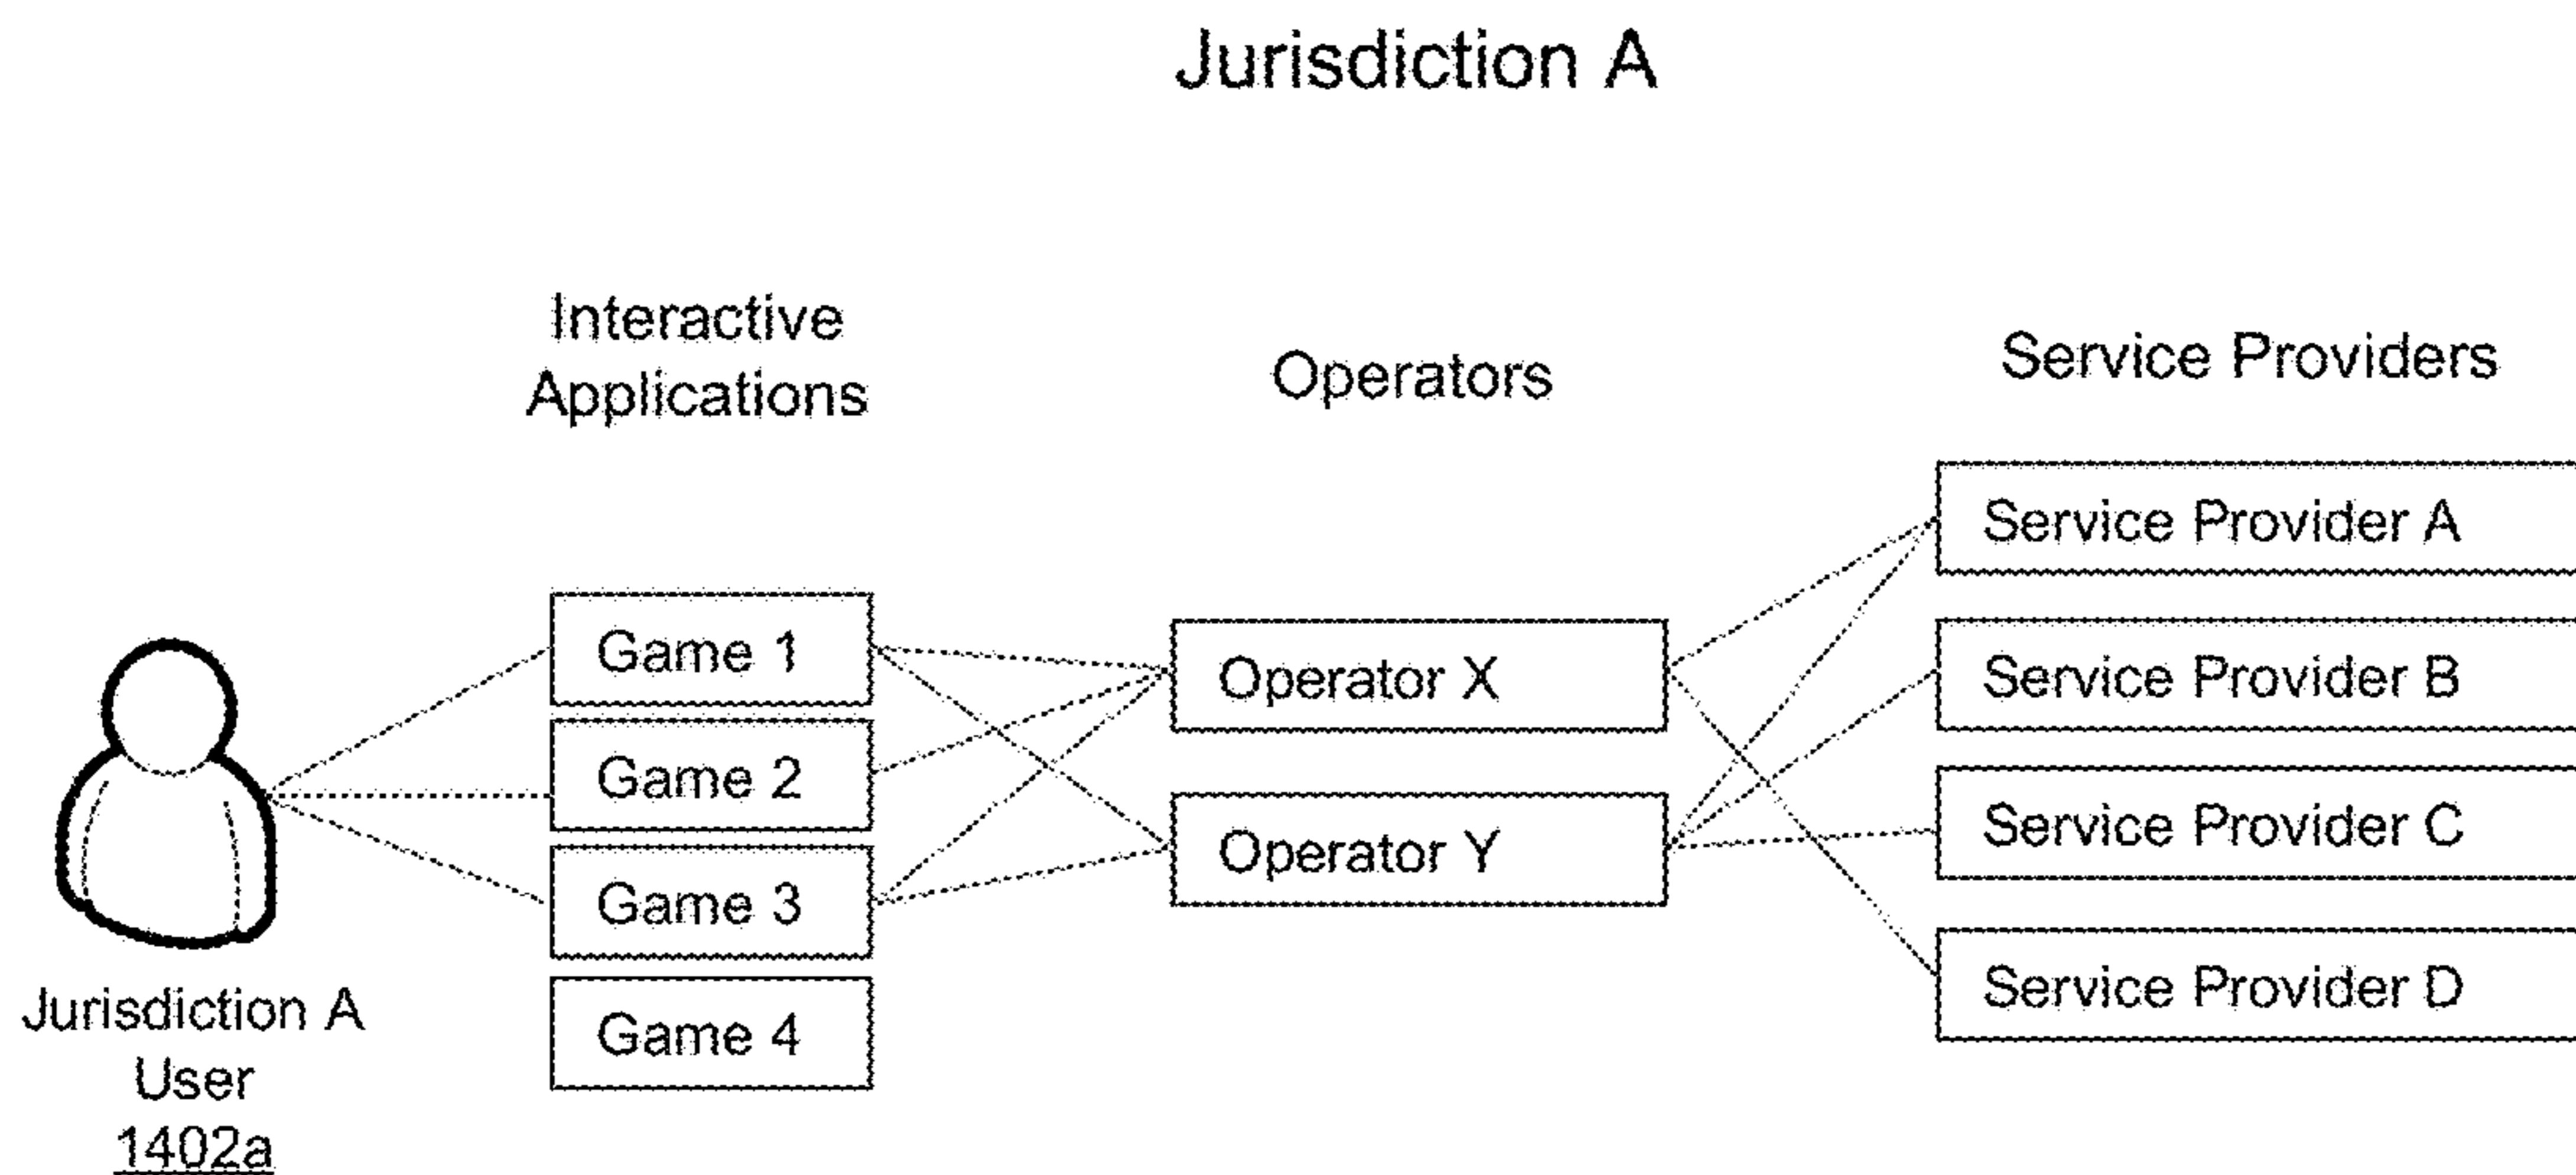 Jurisdiction A
Interactive
Applications
Operators
Service Providers
Game 1
Game 2
Game 3
Game 4
Operator X
Operator Y
Service Provider A
Service Provider B
Service Provider C
Service Provider D
Jurisdiction A
User
1402a